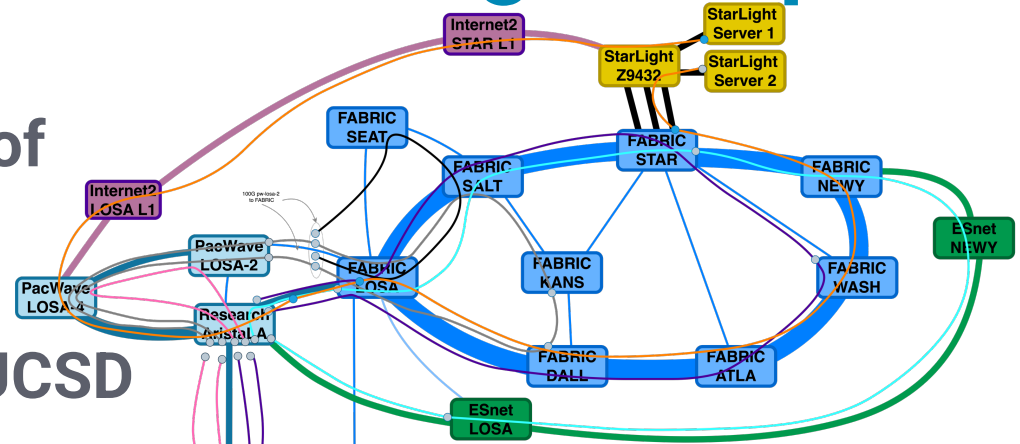 of
UCSD
Internet2
STAR L1
StarLight
Server 1
StarLight
Z9432
StarLight
Server 2
FABRIC
SEAT
FABRIC
STAR
FABRIC
SALT
FABRIC
NEWY
Internet2
LOSA L1
100G pw-losa-2
to FABRIC
ESnet
NEWY
PacWave
LOSA-2
FABRIC
LOSA
FABRIC
KANS
FABRIC
WASH
PacWave
LOSA-4
Research
Arista LA
FABRIC
DALL
FABRIC
ATLA
ESnet
LOSA